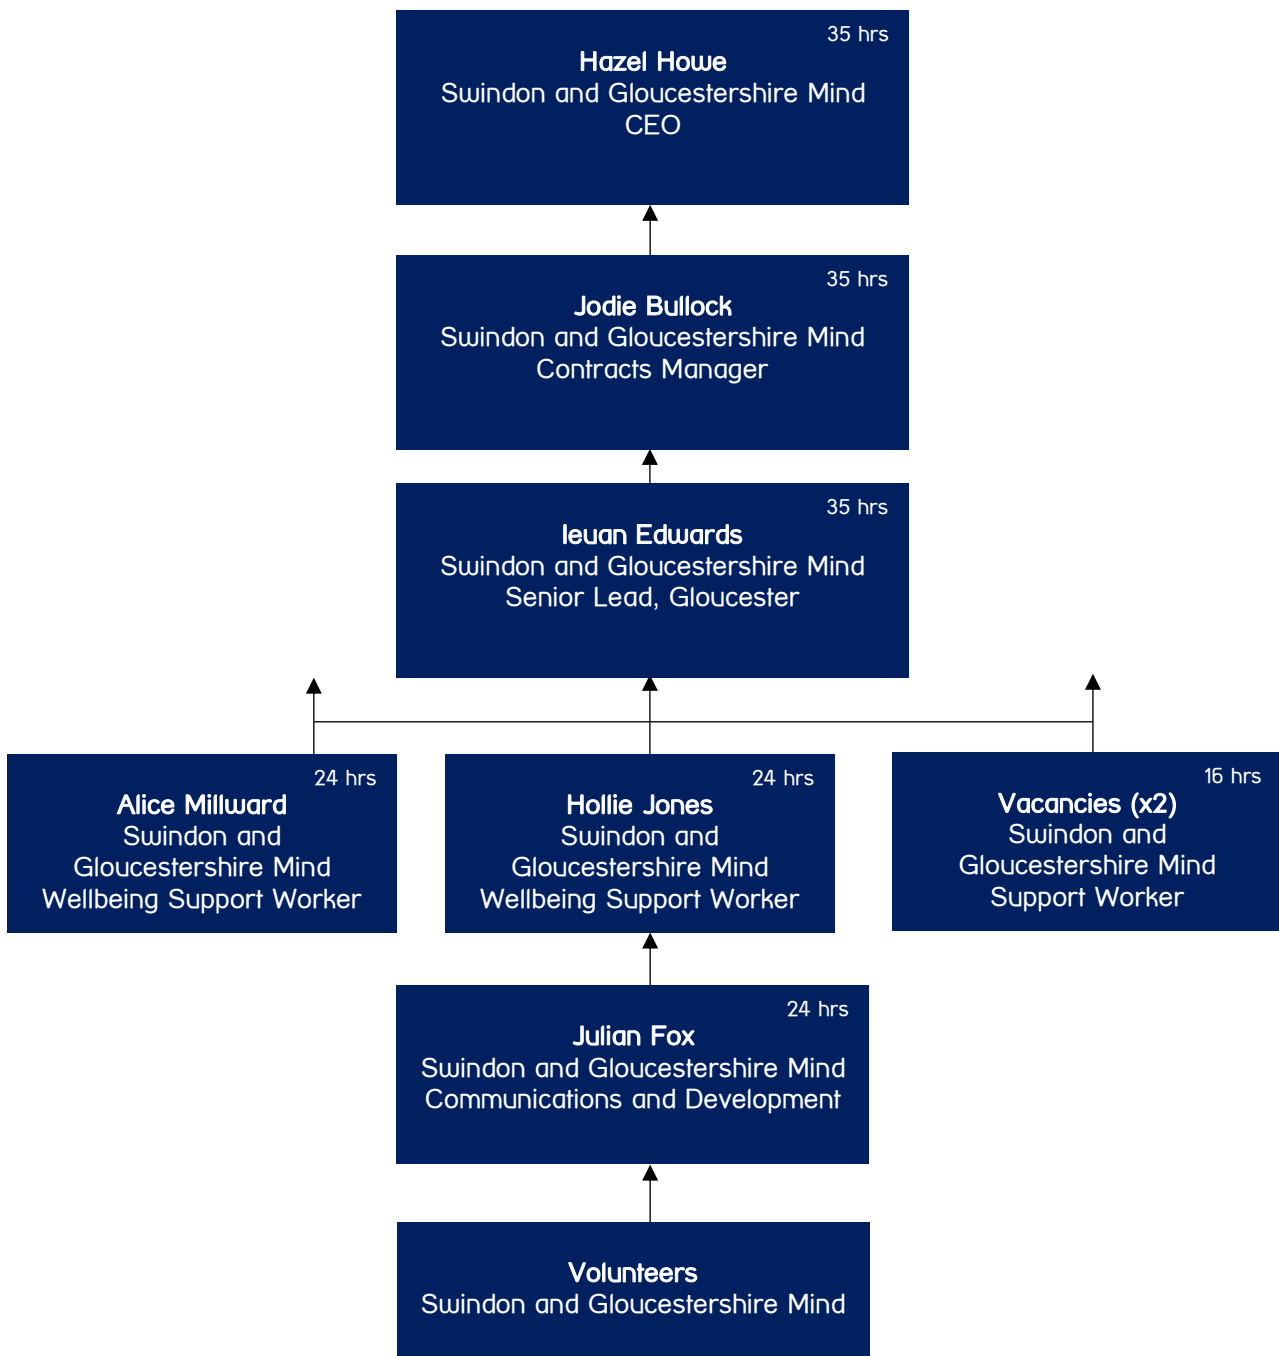 35 hrs
Hazel Howe
Swindon and Gloucestershire Mind
CEO
35 hrs
Jodie Bullock
Swindon and Gloucestershire Mind
Contracts Manager
35 hrs
Ieuan Edwards
Swindon and Gloucestershire Mind
Senior Lead, Gloucester
24 hrs
Alice Millward
Swindon and
Gloucestershire Mind
Wellbeing Support Worker
24 hrs
Hollie Jones
Swindon and
Gloucestershire Mind
Wellbeing Support Worker
16 hrs
Vacancies (x2)
Swindon and
Gloucestershire Mind
Support Worker
24 hrs
Julian Fox
Swindon and Gloucestershire Mind
Communications and Development
Volunteers
Swindon and Gloucestershire Mind